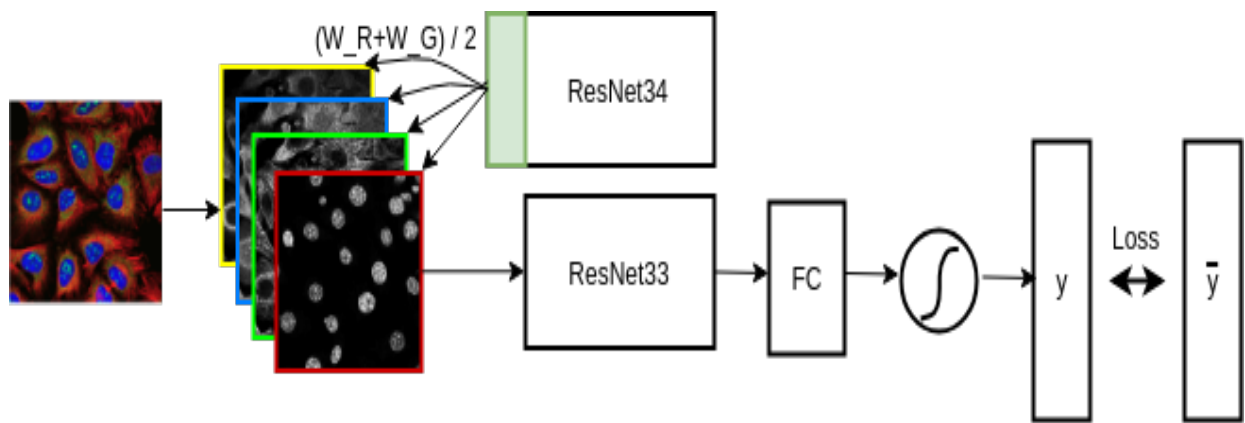 (W_R+W_G) / 2
ResNet34
ResNet33
FC
y
Loss
ȳ